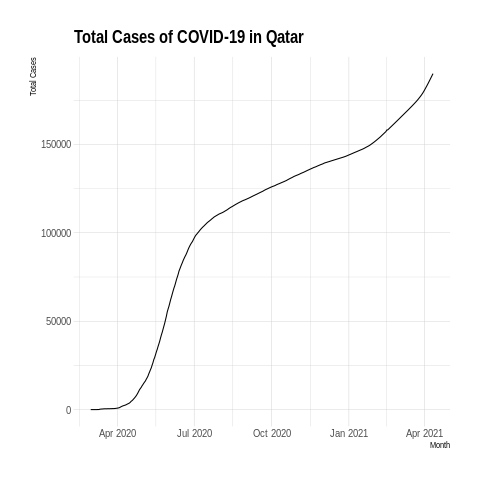 Total Cases of COVID-19 in Qatar
Total Cases
150000
100000
50000
0
Apr 2020 Jul 2020 Oct 2020 Jan 2021 Apr 2021
Month